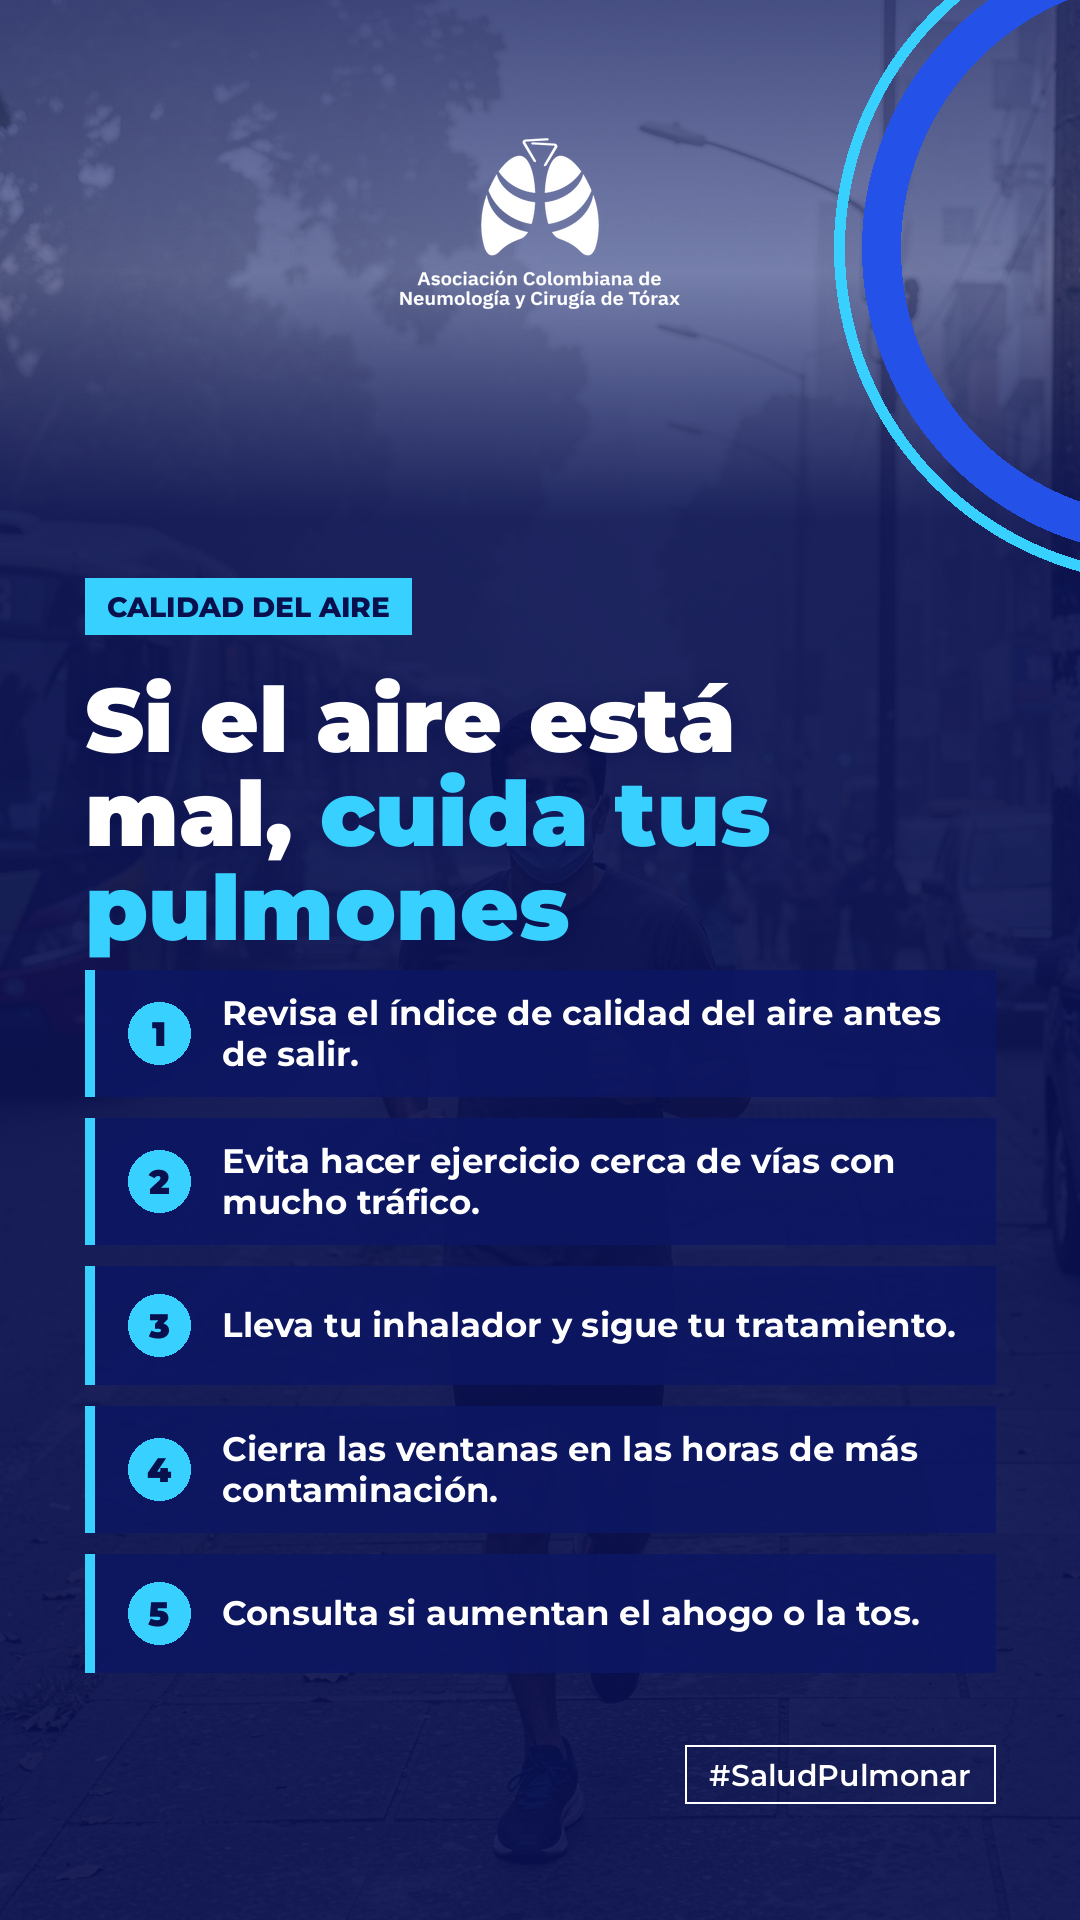 Asociación Colombiana de
Neumología y Cirugía de Tórax
CALIDAD DEL AIRE
Si el aire está
mal, cuida tus
pulmones
1
Revisa el índice de calidad del aire antes
de salir.
2
Evita hacer ejercicio cerca de vías con
mucho tráfico.
3
Lleva tu inhalador y sigue tu tratamiento.
4
Cierra las ventanas en las horas de más
contaminación.
5
Consulta si aumentan el ahogo o la tos.
#SaludPulmonar